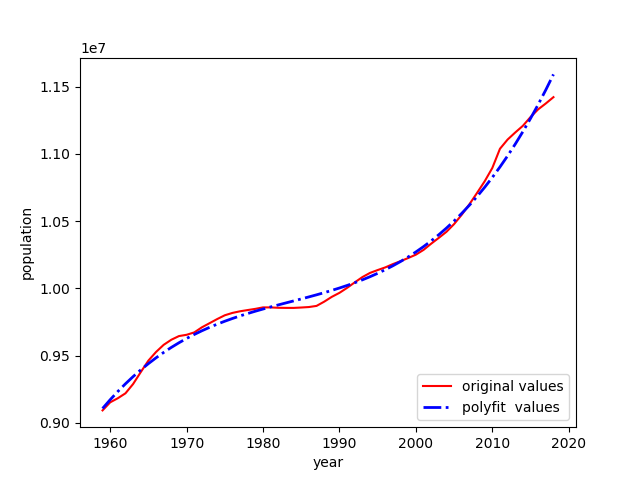 1e7
1.15
1.10
1.05
1.00
0.95
0.90
population
original values
polyfit  values
1960 1970 1980 1990 2000 2010 2020
year